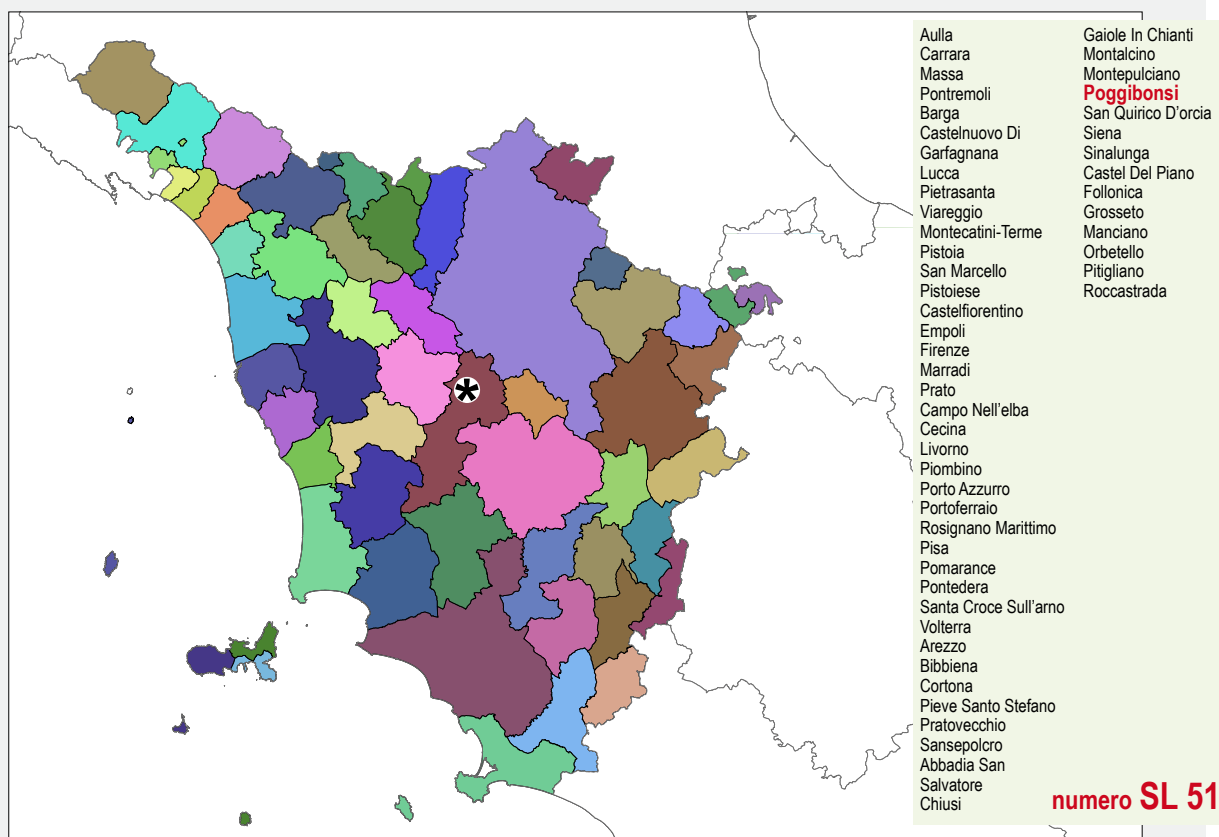 Aulla
Carrara
Massa
Pontremoli
Barga
Castelnuovo Di
Garfagnana
Lucca
Pietrasanta
Viareggio
Montecatini-Terme
Pistoia
San Marcello
Pistoiese
Castelfiorentino
Empoli
Firenze
Marradi
Prato
Campo Nell'elba
Cecina
Livorno
Piombino
Porto Azzurro
Portoferraio
Rosignano Marittimo
Pisa
Pomarance
Pontedera
Santa Croce Sull'arno
Volterra
Arezzo
Bibbiena
Cortona
Pieve Santo Stefano
Pratovecchio
Sansepolcro
Abbadia San
Salvatore
Chiusi
Gaiole In Chianti
Montalcino
Montepulciano
Poggibonsi
San Quirico D'orcia
Siena
Sinalunga
Castel Del Piano
Follonica
Grosseto
Manciano
Orbetello
Pitigliano
Roccastrada
numero SL 51
*